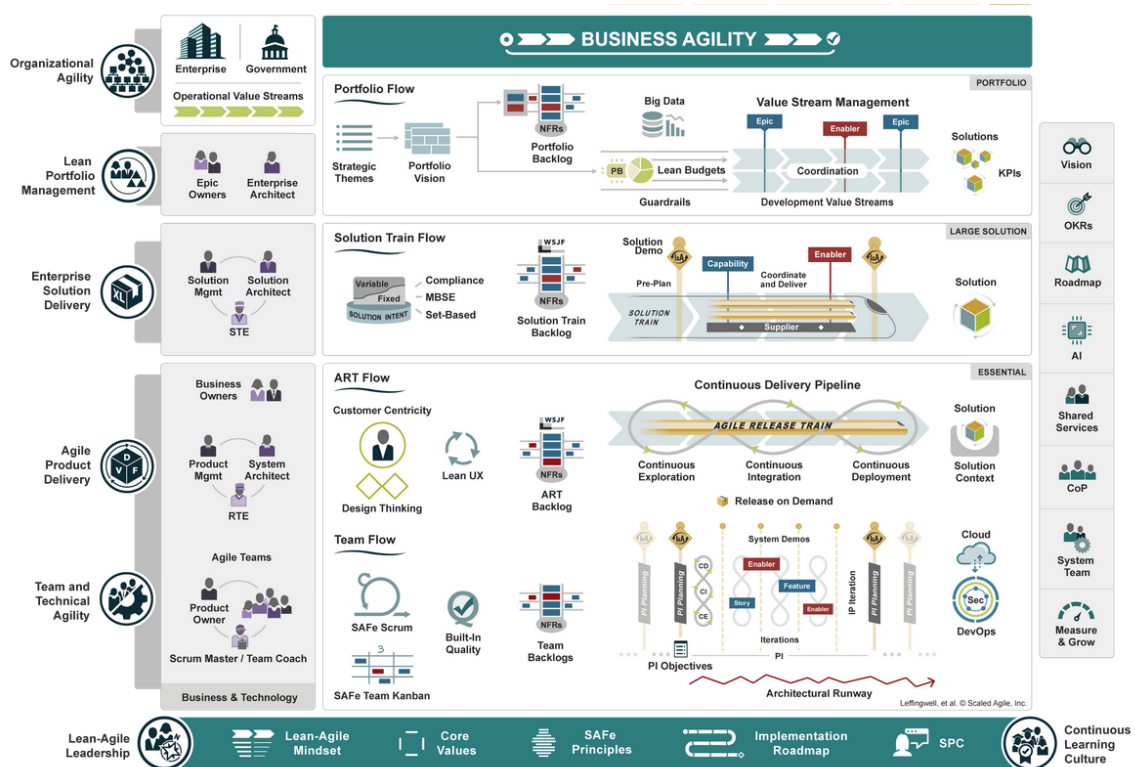 BUSINESS AGILITY
Organizational
Agility
Enterprise
Government
Operational Value Streams
Lean
Portfolio
Management
Epic
Owners
Enterprise
Architect
Portfolio Flow
PORTFOLIO
Strategic
Themes
Portfolio
Vision
NFRs
Portfolio
Backlog
Big Data
PB
Lean Budgets
Guardrails
Value Stream Management
Epic
Enabler
Epic
Coordination
Development Value Streams
Solutions
KPIs
Enterprise
Solution
Delivery
XL
Solution
Mgmt
Solution
Architect
STE
Solution Train Flow
LARGE SOLUTION
Variable
Fixed
SOLUTION INTENT
Compliance
MBSE
Set-Based
WSJF
NFRs
Solution Train
Backlog
Solution
Demo
I&A
Pre-Plan
SOLUTION
TRAIN
Capability
Coordinate
and Deliver
Enabler
I&A
Supplier
Solution
Agile
Product
Delivery
D
V
F
Business
Owners
Product
Mgmt
System
Architect
RTE
ART Flow
ESSENTIAL
Customer Centricity
Lean UX
Design Thinking
WSJF
NFRs
ART
Backlog
Continuous Delivery Pipeline
AGILE RELEASE TRAIN
Continuous
Exploration
Continuous
Integration
Continuous
Deployment
Release on Demand
Solution
Solution
Context
Team and
Technical
Agility
Agile Teams
Product
Owner
Scrum Master / Team Coach
Business & Technology
Team Flow
SAFe Scrum
Built-In
Quality
3
SAFe Team Kanban
NFRs
Team
Backlogs
I&A
I&A
System Demos
I&A
I&A
PI Planning
PI Planning
CD
CI
CE
Enabler
Story
Feature
Enabler
IP Iteration
PI Planning
PI Planning
Iterations
PI
PI Objectives
Architectural Runway
Cloud
Sec
DevOps
Leffingwell, et al. © Scaled Agile, Inc.
Vision
OKRs
Roadmap
AI
Shared
Services
CoP
System
Team
Measure
& Grow
Lean-Agile
Leadership
Lean-Agile
Mindset
Core
Values
SAFe
Principles
Implementation
Roadmap
SPC
Continuous
Learning
Culture